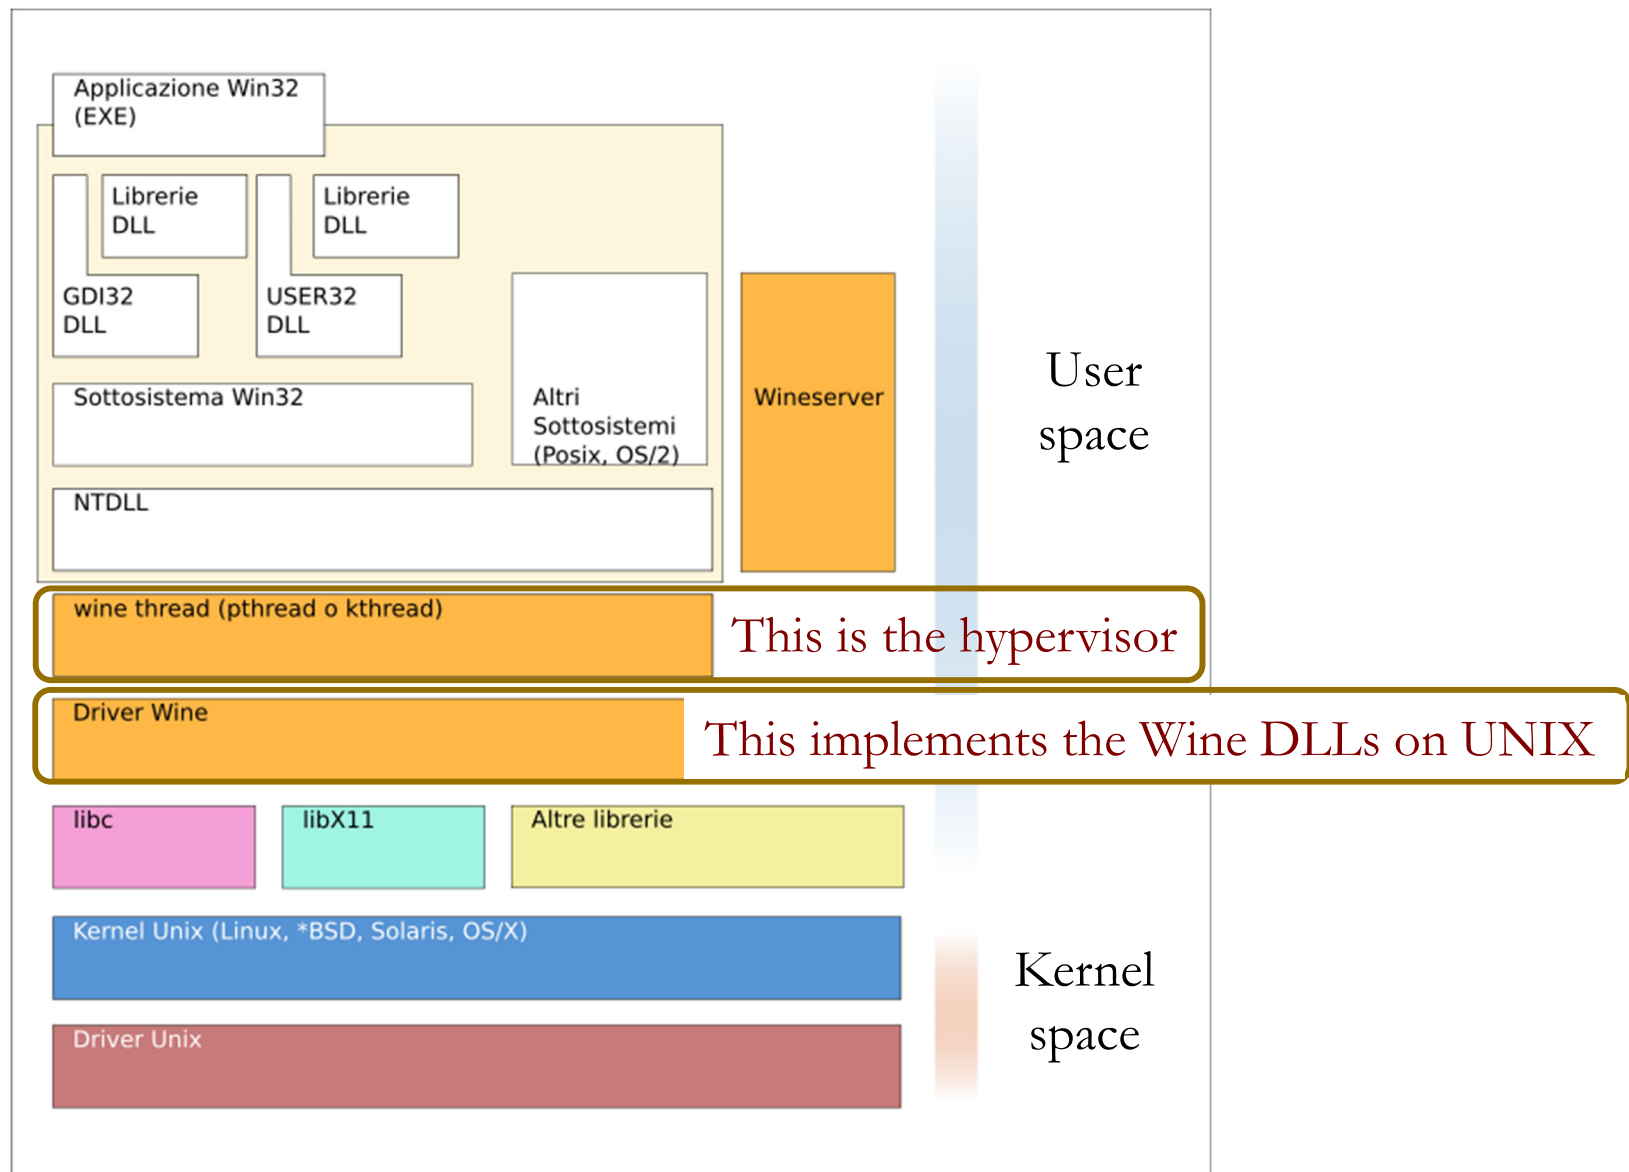 Applicazione Win32
(EXE)
Librerie
DLL
Librerie
DLL
GDI32
DLL
USER32
DLL
Sottosistema Win32
Altri
Sottosistemi
(Posix, OS/2)
Wineserver
User
space
NTDLL
wine thread (pthread o kthread)
This is the hypervisor
Driver Wine
This implements the Wine DLLs on UNIX
libc
libX11
Altre librerie
Kernel Unix (Linux, *BSD, Solaris, OS/X)
Kernel
space
Driver Unix